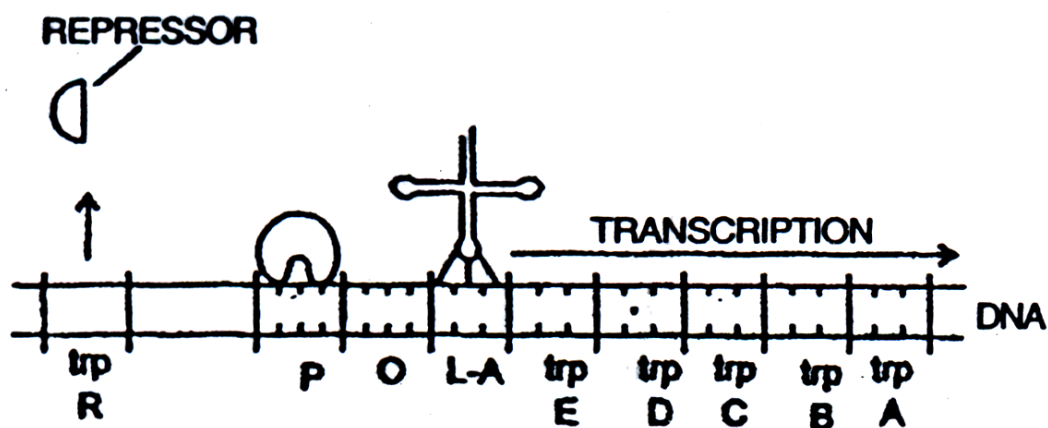 REPRESSOR
TRANSCRIPTION
DNA
trp R
P
O
L-A
trp E
trp D
trp C
trp B
trp A